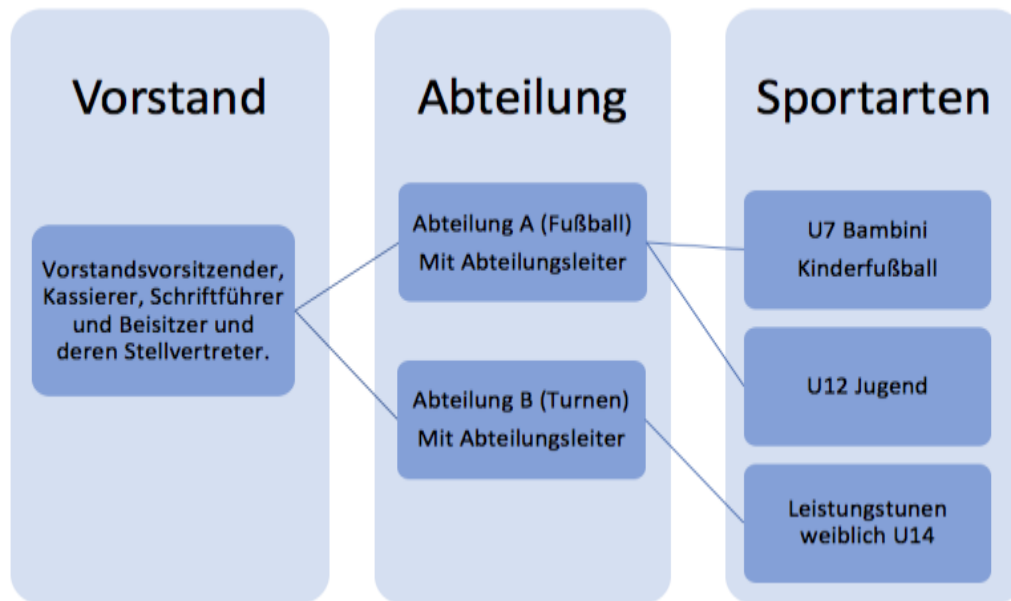 Vorstand
Vorstandsvorsitzender,
Kassierer, Schriftführer
und Beisitzer und
deren Stellvertreter.
Abteilung
Abteilung A (Fußball)
Mit Abteilungsleiter
Abteilung B (Turnen)
Mit Abteilungsleiter
Sportarten
U7 Bambini
Kinderfußball
U12 Jugend
Leistungstunen
weiblich U14